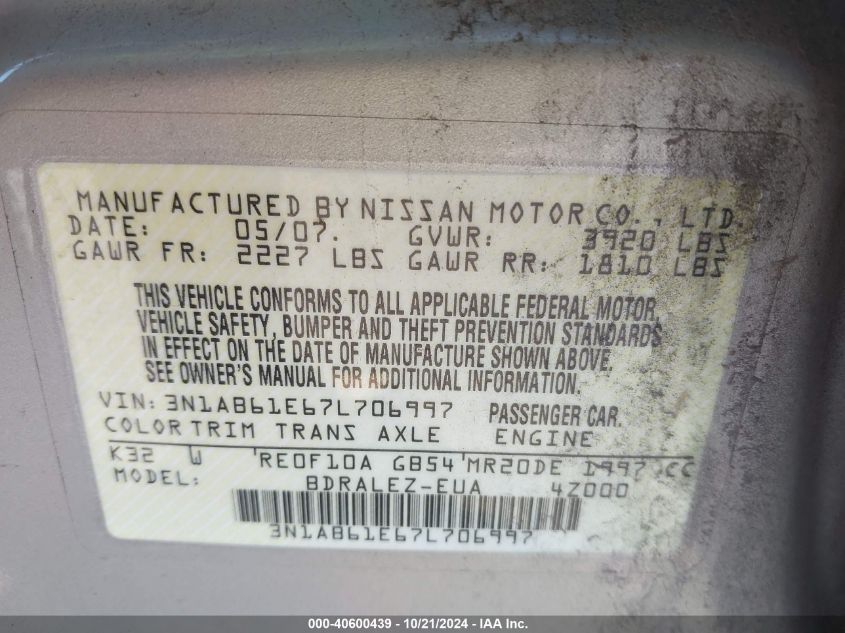 MANUFACTURED BY NISSAN MOTOR CO., LTD.
DATE: 05/07. GVWR: 3920 LBS
GAWR FR: 2227 LBS GAWR RR: 1810 LBS
THIS VEHICLE CONFORMS TO ALL APPLICABLE FEDERAL MOTOR
VEHICLE SAFETY, BUMPER AND THEFT PREVENTION STANDARDS
IN EFFECT ON THE DATE OF MANUFACTURE SHOWN ABOVE.
SEE OWNER'S MANUAL FOR ADDITIONAL INFORMATION.
VIN: 3N1AB61E67L706997 PASSENGER CAR.
COLOR TRIM TRANS AXLE ENGINE
K32 W 'RE0F10A GB54'MR20DE 1997 CC
MODEL: BDRALEZ-EUA 4Z000
3N1AB61E67L706997
000-40600439 - 10/21/2024 - IAA Inc.